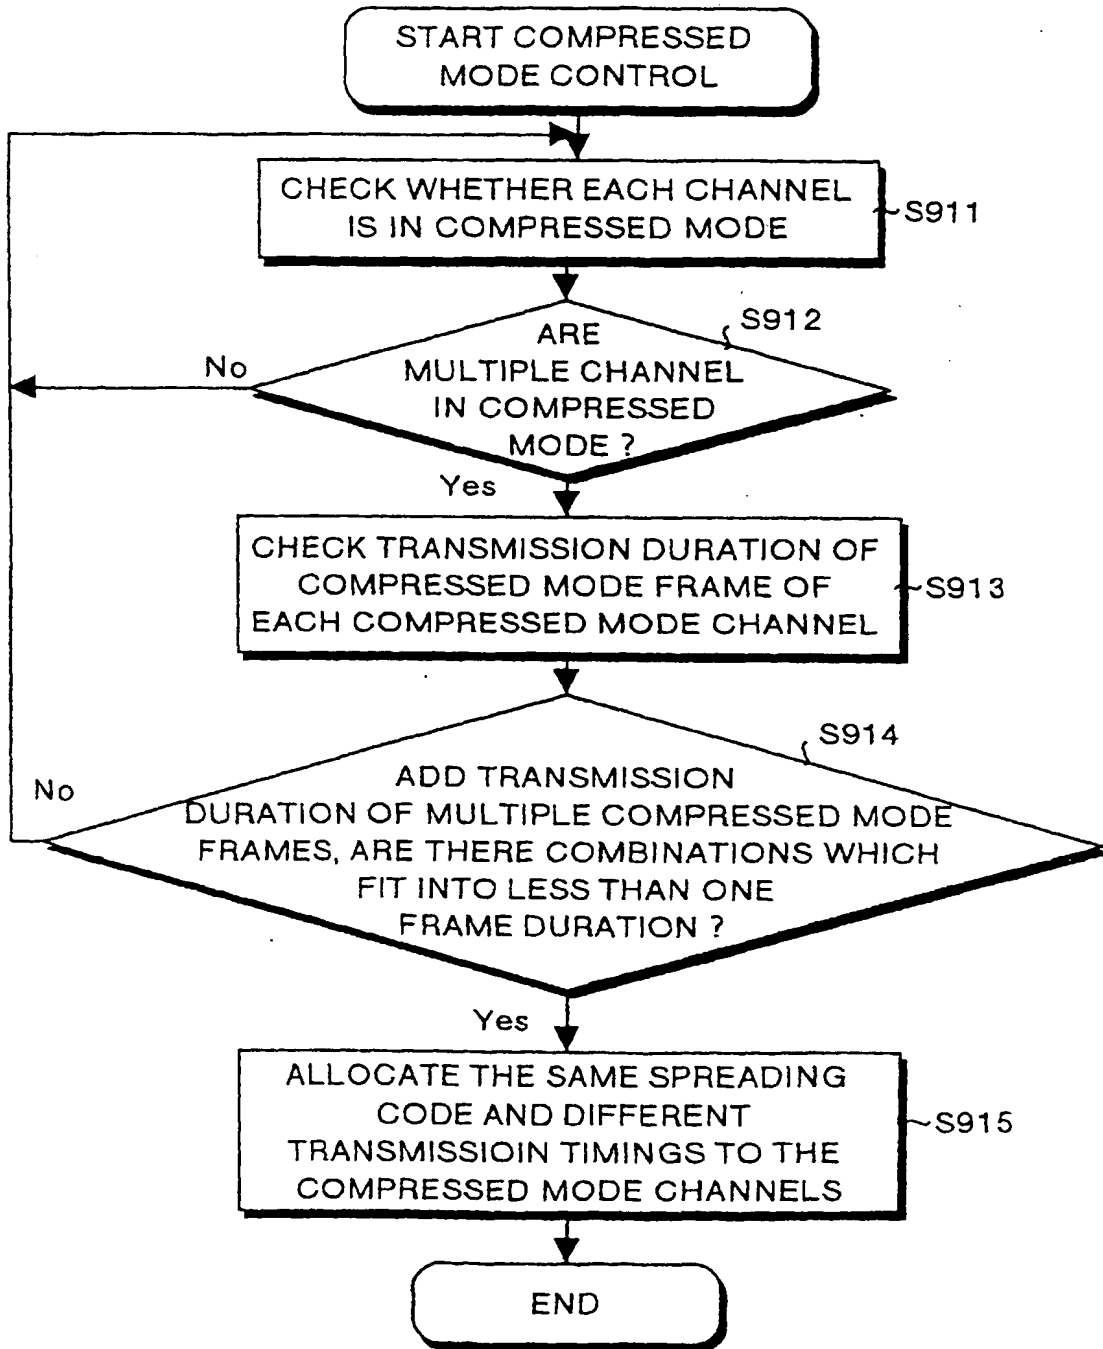 START COMPRESSED
MODE CONTROL
CHECK WHETHER EACH CHANNEL
IS IN COMPRESSED MODE
S911
S912
ARE
MULTIPLE CHANNEL
IN COMPRESSED
MODE ?
No
Yes
CHECK TRANSMISSION DURATION OF
COMPRESSED MODE FRAME OF
EACH COMPRESSED MODE CHANNEL
S913
S914
ADD TRANSMISSION
DURATION OF MULTIPLE COMPRESSED MODE
FRAMES, ARE THERE COMBINATIONS WHICH
FIT INTO LESS THAN ONE
FRAME DURATION ?
No
Yes
ALLOCATE THE SAME SPREADING
CODE AND DIFFERENT
TRANSMISSIOIN TIMINGS TO THE
COMPRESSED MODE CHANNELS
S915
END